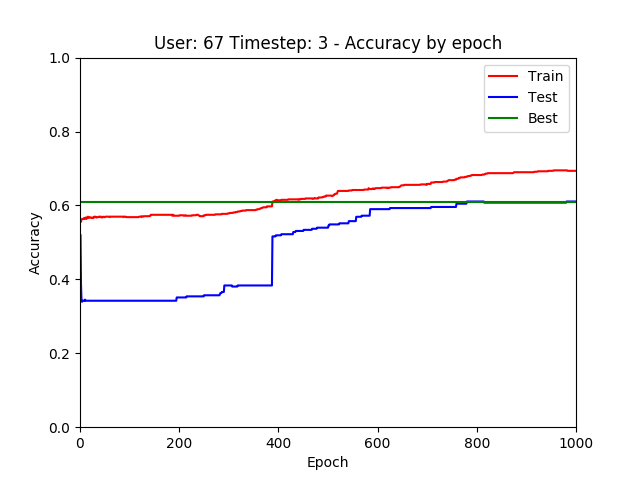 User: 67 Timestep: 3 - Accuracy by epoch
1.0
0.8
0.6
0.4
0.2
0.0
Accuracy
Train
Test
Best
0 200 400 600 800 1000
Epoch